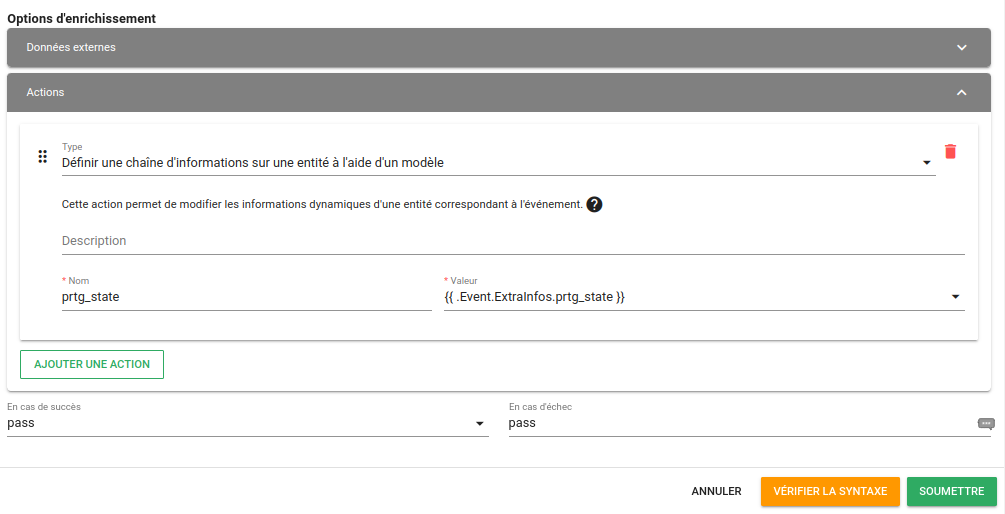 Options d'enrichissement
Données externes
Actions
Type
Définir une chaîne d'informations sur une entité à l'aide d'un modèle
Cette action permet de modifier les informations dynamiques d'une entité correspondant à l'événement. ?
Description
* Nom
prtg_state
* Valeur
{{ .Event.ExtraInfos.prtg_state }}
AJOUTER UNE ACTION
En cas de succès
pass
En cas d'échec
pass
ANNULER
VÉRIFIER LA SYNTAXE
SOUMETTRE